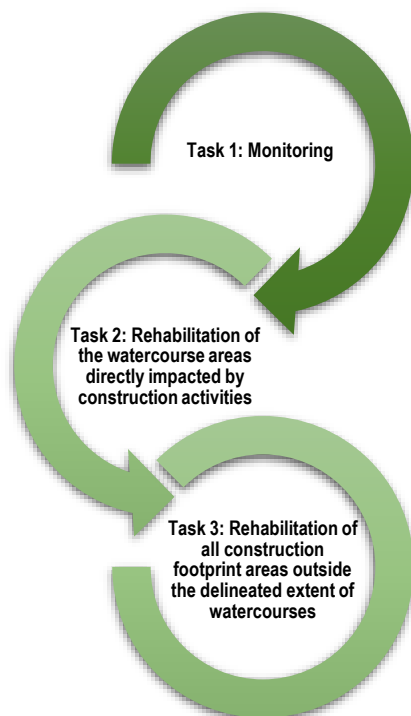 Task 1: Monitoring
Task 2: Rehabilitation of
the watercourse areas
directly impacted by
construction activities
Task 3: Rehabilitation of
all construction
footprint areas outside
the delineated extent of
watercourses